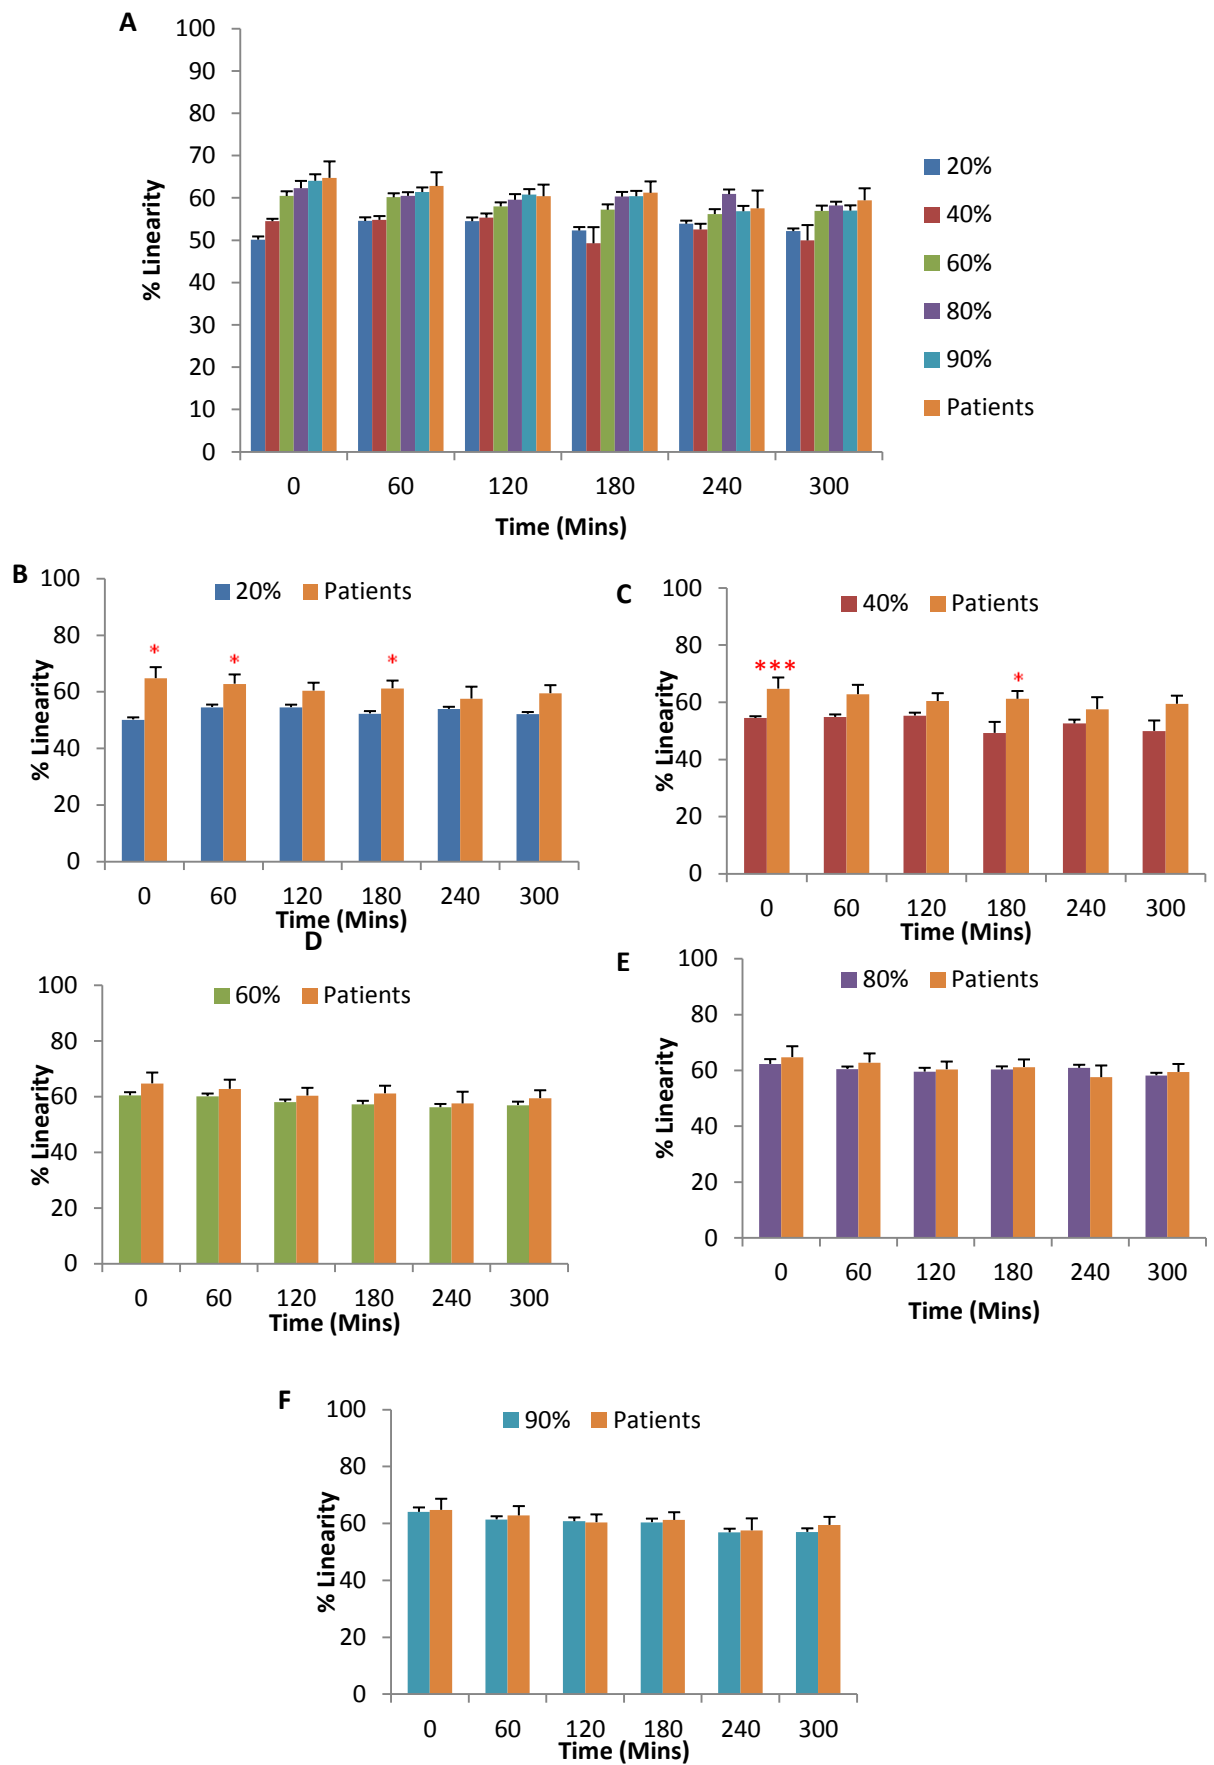 A
100
90
80
70
60
50
40
30
20
10
0
% Linearity
0 60 120 180 240 300
Time (Mins)
20%
40%
60%
80%
90%
Patients
B
20% Patients
100
80
60
40
20
0
% Linearity
* * *
0 60 120 180 240 300
Time (Mins)
C
40% Patients
100
80
60
40
20
0
% Linearity
*** *
0 60 120 180 240 300
Time (Mins)
D
60% Patients
100
80
60
40
20
0
% Linearity
0 60 120 180 240 300
Time (Mins)
E
80% Patients
100
80
60
40
20
0
% Linearity
0 60 120 180 240 300
Time (Mins)
F
90% Patients
100
80
60
40
20
0
% Linearity
0 60 120 180 240 300
Time (Mins)